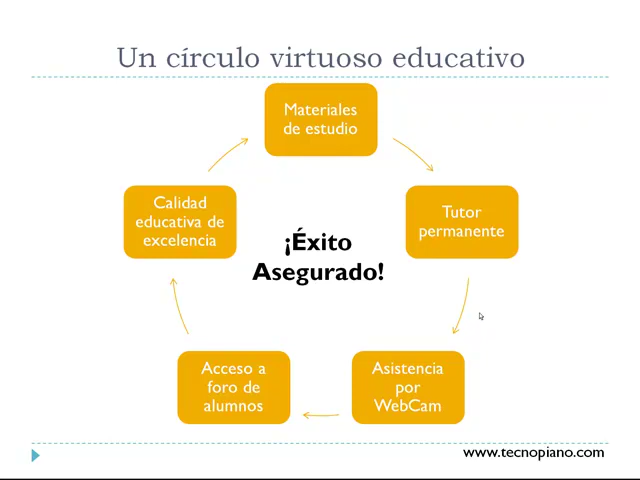 Un círculo virtuoso educativo
Materiales
de estudio
Tutor
permanente
Asistencia
por
WebCam
Acceso a
foro de
alumnos
Calidad
educativa de
excelencia
¡Éxito
Asegurado!
www.tecnopiano.com